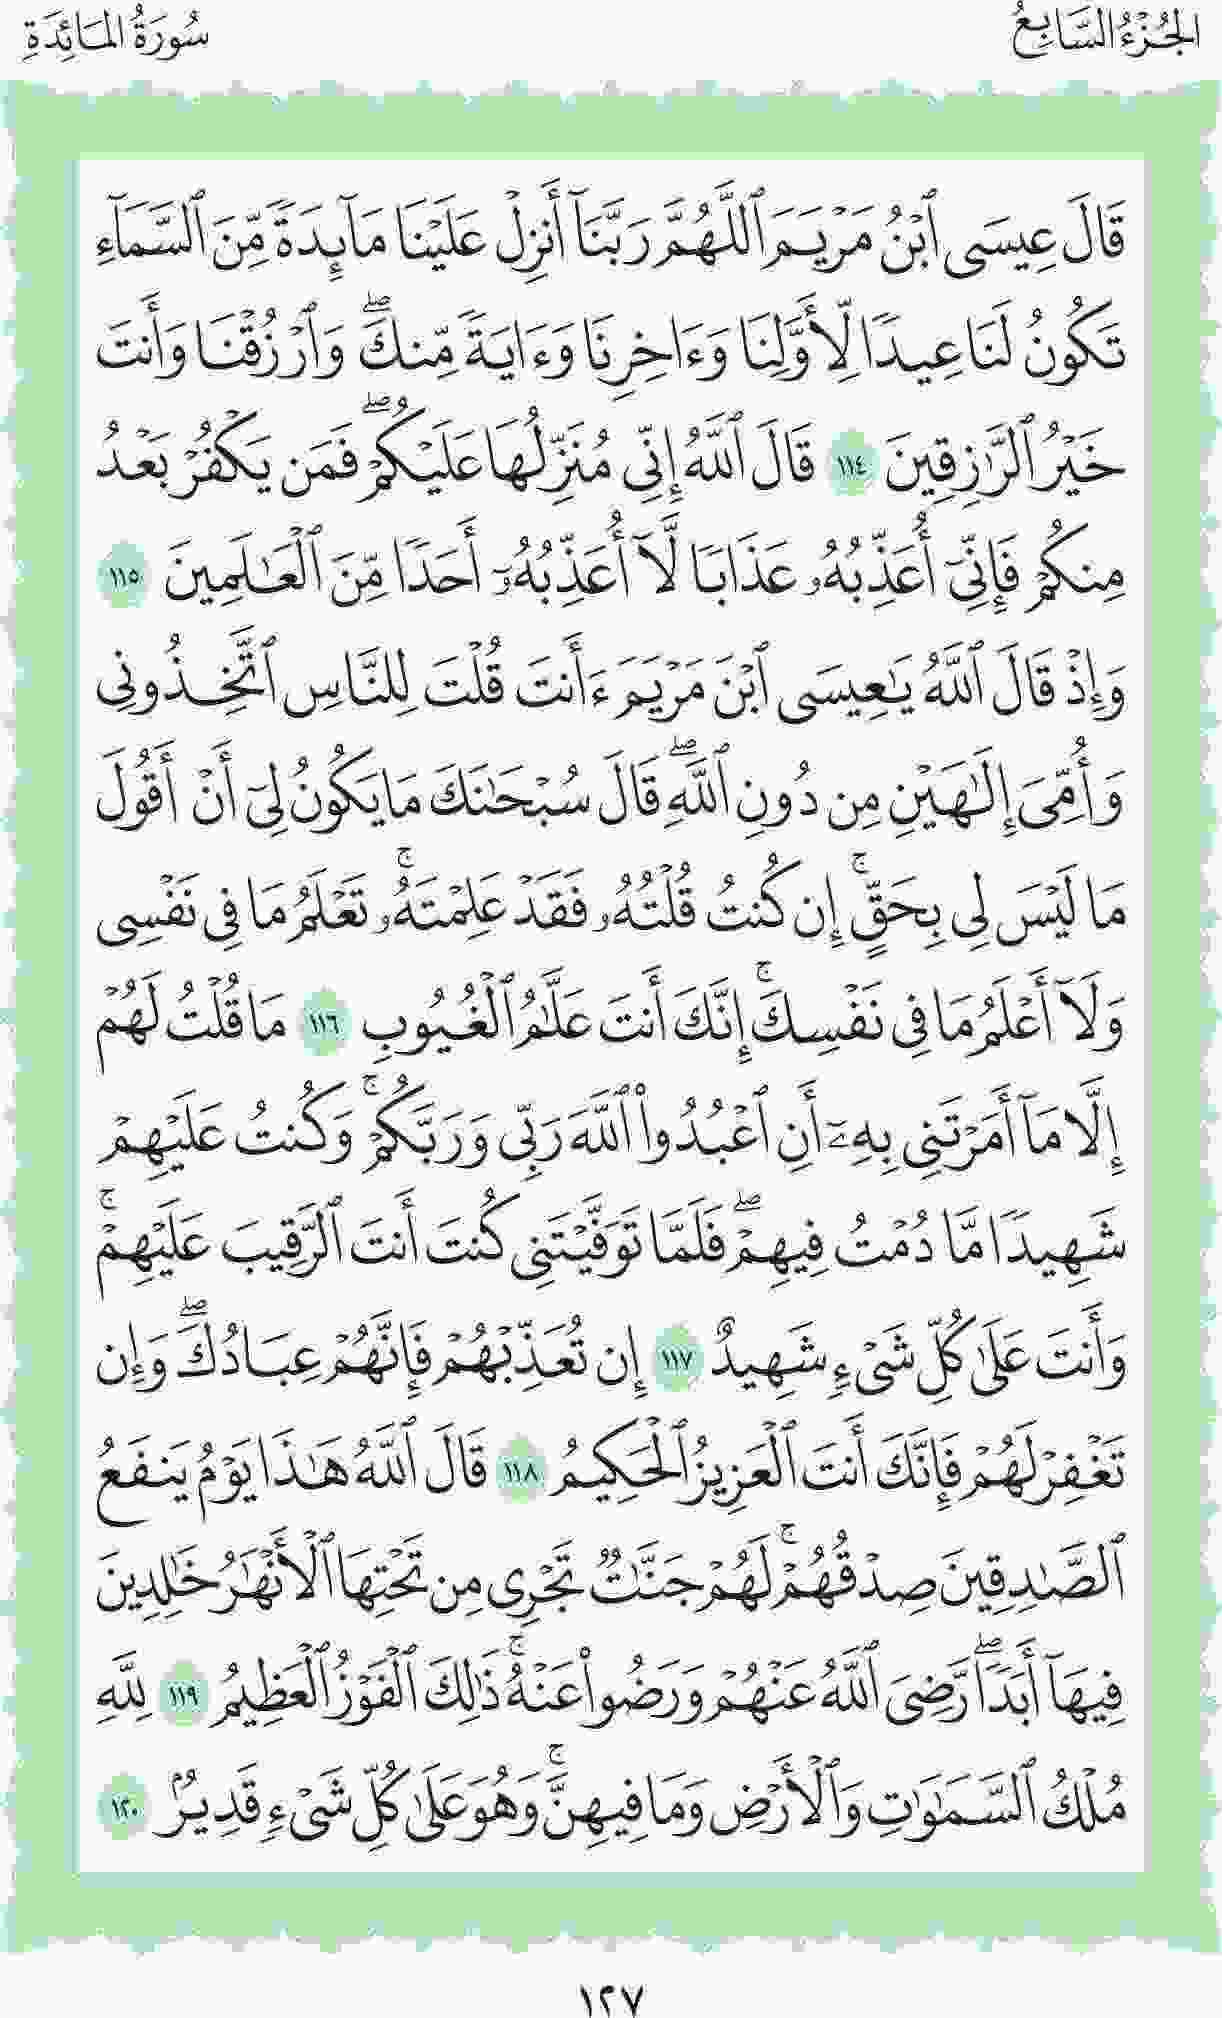 الجُزْءُ السَّابِعُ
سُورَةُ المَائِدَةِ
قَالَ عِيسَى ٱبْنُ مَرْيَمَ ٱللَّهُمَّ رَبَّنَآ أَنزِلْ عَلَيْنَا مَآئِدَةً مِّنَ ٱلسَّمَآءِ
تَكُونُ لَنَا عِيدًا لِّأَوَّلِنَا وَءَاخِرِنَا وَءَايَةً مِّنكَۖ وَٱرْزُقْنَا وَأَنتَ
خَيْرُ ٱلرَّٰزِقِينَ ١١٤ قَالَ ٱللَّهُ إِنِّى مُنَزِّلُهَا عَلَيْكُمْۖ فَمَن يَكْفُرْ بَعْدُ
مِنكُمْ فَإِنِّىٓ أُعَذِّبُهُۥ عَذَابًا لَّآ أُعَذِّبُهُۥٓ أَحَدًا مِّنَ ٱلْعَٰلَمِينَ ١١٥
وَإِذْ قَالَ ٱللَّهُ يَٰعِيسَى ٱبْنَ مَرْيَمَ ءَأَنتَ قُلْتَ لِلنَّاسِ ٱتَّخِذُونِى
وَأُمِّىَ إِلَٰهَيْنِ مِن دُونِ ٱللَّهِۖ قَالَ سُبْحَٰنَكَ مَا يَكُونُ لِىٓ أَنْ أَقُولَ
مَا لَيْسَ لِى بِحَقٍّۚ إِن كُنتُ قُلْتُهُۥ فَقَدْ عَلِمْتَهُۥۚ تَعْلَمُ مَا فِى نَفْسِى
وَلَآ أَعْلَمُ مَا فِى نَفْسِكَۚ إِنَّكَ أَنتَ عَلَّٰمُ ٱلْغُيُوبِ ١١٦ مَا قُلْتُ لَهُمْ
إِلَّا مَآ أَمَرْتَنِى بِهِۦٓ أَنِ ٱعْبُدُوا۟ ٱللَّهَ رَبِّى وَرَبَّكُمْۚ وَكُنتُ عَلَيْهِمْ
شَهِيدًا مَّا دُمْتُ فِيهِمْۖ فَلَمَّا تَوَفَّيْتَنِى كُنتَ أَنتَ ٱلرَّقِيبَ عَلَيْهِمْۚ
وَأَنتَ عَلَىٰ كُلِّ شَىْءٍ شَهِيدٌ ١١٧ إِن تُعَذِّبْهُمْ فَإِنَّهُمْ عِبَادُكَۖ وَإِن
تَغْفِرْ لَهُمْ فَإِنَّكَ أَنتَ ٱلْعَزِيزُ ٱلْحَكِيمُ ١١٨ قَالَ ٱللَّهُ هَٰذَا يَوْمُ يَنفَعُ
ٱلصَّٰدِقِينَ صِدْقُهُمْۚ لَهُمْ جَنَّٰتٌ تَجْرِى مِن تَحْتِهَا ٱلْأَنْهَٰرُ خَٰلِدِينَ
فِيهَآ أَبَدًاۖ رَّضِىَ ٱللَّهُ عَنْهُمْ وَرَضُوا۟ عَنْهُۚ ذَٰلِكَ ٱلْفَوْزُ ٱلْعَظِيمُ ١١٩ لِلَّهِ
مُلْكُ ٱلسَّمَٰوَٰتِ وَٱلْأَرْضِ وَمَا فِيهِنَّۚ وَهُوَ عَلَىٰ كُلِّ شَىْءٍ قَدِيرٌۢ ١٢٠
١٢٧